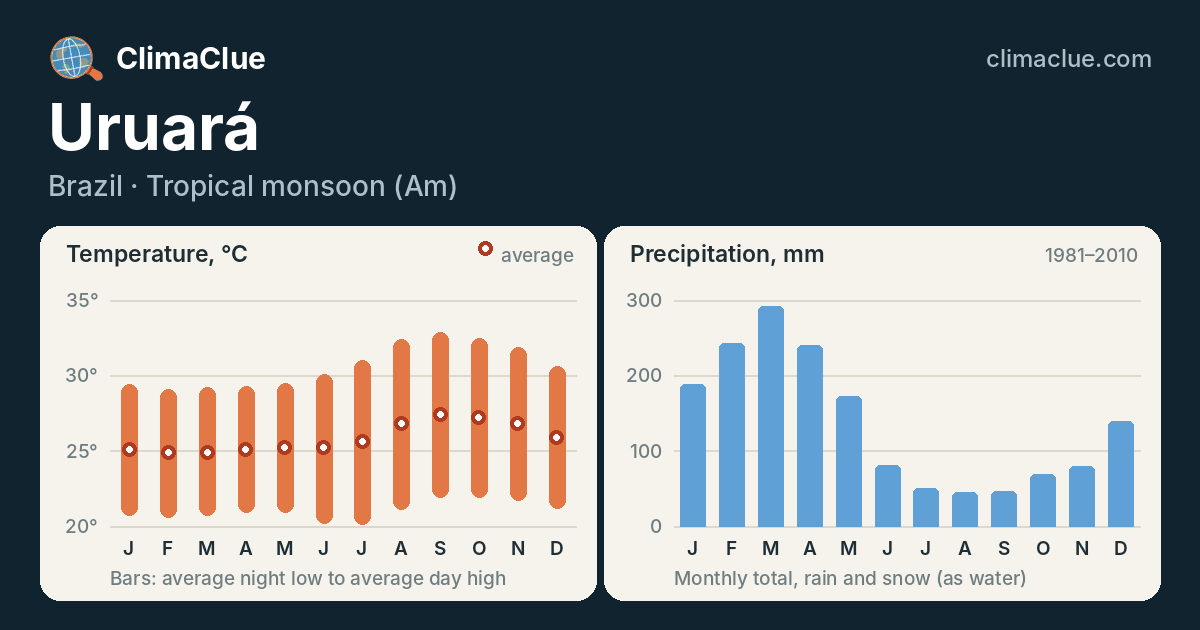 ClimaClue
climaclue.com
Uruará
Brazil · Tropical monsoon (Am)
Temperature, °C
average
35°
30°
25°
20°
J F M A M J J A S O N D
Bars: average night low to average day high
Precipitation, mm
1981–2010
300
200
100
0
J F M A M J J A S O N D
Monthly total, rain and snow (as water)